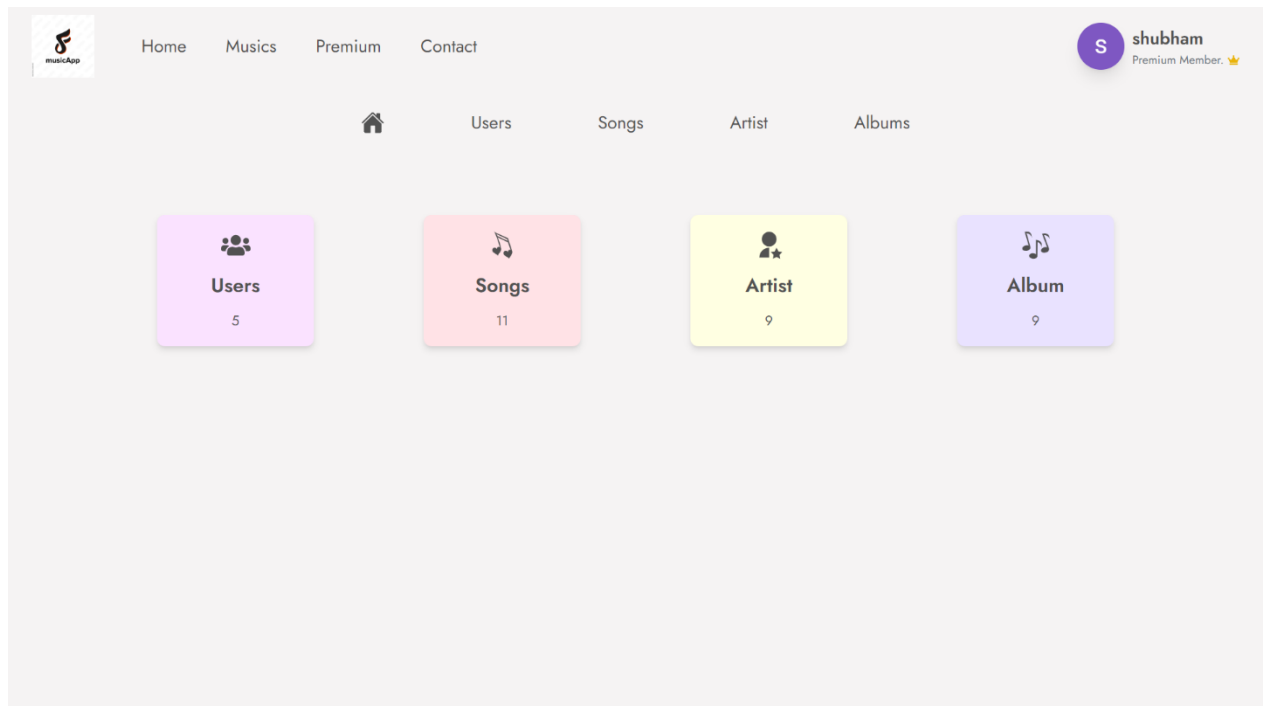 musicApp
Home Musics Premium Contact
S
shubham
Premium Member.
Users Songs Artist Albums
Users
5
Songs
11
Artist
9
Album
9